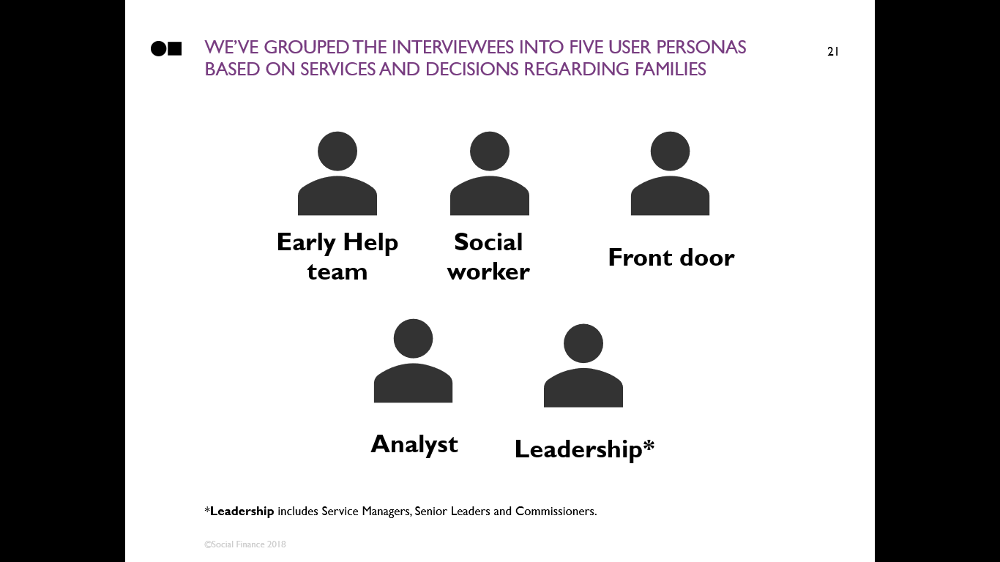 WE’VE GROUPED THE INTERVIEWEES INTO FIVE USER PERSONAS
BASED ON SERVICES AND DECISIONS REGARDING FAMILIES
21
Early Help
team
Social
worker
Front door
Analyst
Leadership*
*Leadership includes Service Managers, Senior Leaders and Commissioners.
©Social Finance 2018